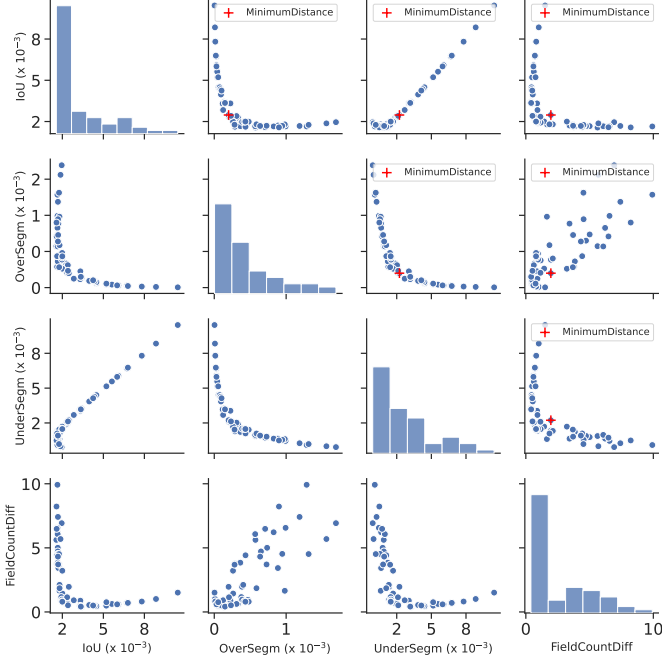 MinimumDistance
MinimumDistance
MinimumDistance
8
5
2
IoU (x 10⁻³)
MinimumDistance
MinimumDistance
2
1
0
0
OverSegm (x 10⁻³)
MinimumDistance
8
5
2
UnderSegm (x 10⁻³)
10
5
0
FieldCountDiff
2
5
8
0
1
2
5
8
0
10
IoU (x 10⁻³)
OverSegm (x 10⁻³)
UnderSegm (x 10⁻³)
FieldCountDiff